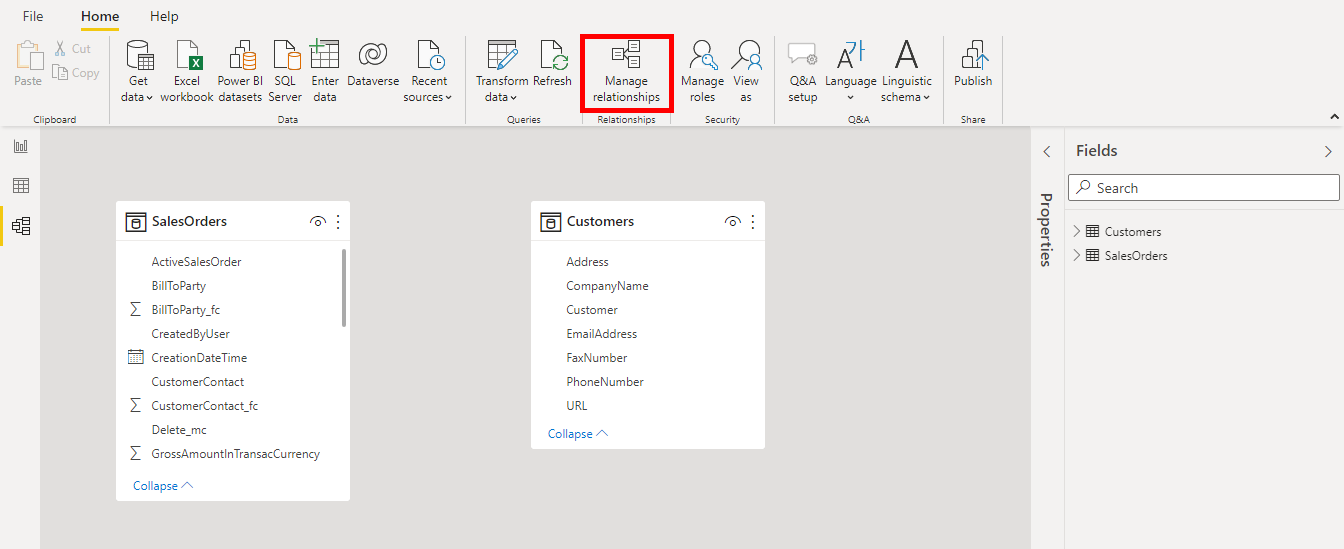 File Home Help
Paste
Cut
Copy
Clipboard
Get data
Excel workbook
Power BI datasets
SQL Server
Enter data
Dataverse
Recent sources
Data
Transform data
Refresh
Queries
Manage relationships
Relationships
Manage roles
View as
Security
Q&A setup
Language
Linguistic schema
Q&A
Publish
Share
SalesOrders
ActiveSalesOrder
BillToParty
BillToParty_fc
CreatedByUser
CreationDateTime
CustomerContact
CustomerContact_fc
Delete_mc
GrossAmountInTransacCurrency
Collapse
Customers
Address
CompanyName
Customer
EmailAddress
FaxNumber
PhoneNumber
URL
Collapse
Properties
Fields
Search
Customers
SalesOrders